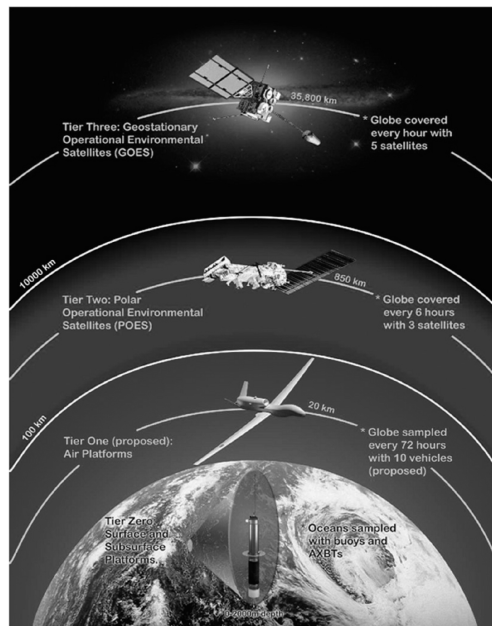 35,800 km
Tier Three: Geostationary
Operational Environmental
Satellites (GOES)
* Globe covered
every hour with
5 satellites
10000 km
850 km
Tier Two: Polar
Operational Environmental
Satellites (POES)
* Globe covered
every 6 hours
with 3 satellites
100 km
20 km
Tier One (proposed):
Air Platforms
* Globe sampled
every 72 hours
with 10 vehicles
(proposed)
Tier Zero
Surface and
Subsurface
Platforms
Oceans sampled
with buoys and
AXBTs
0-2000m depth